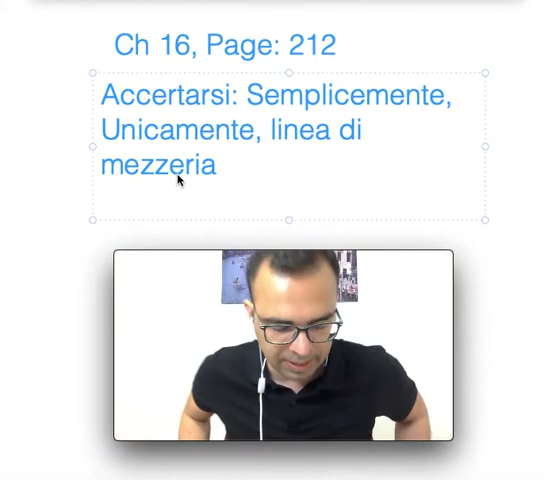 Ch 16, Page: 212
Accertarsi: Semplicemente,
Unicamente, linea di
mezzeria